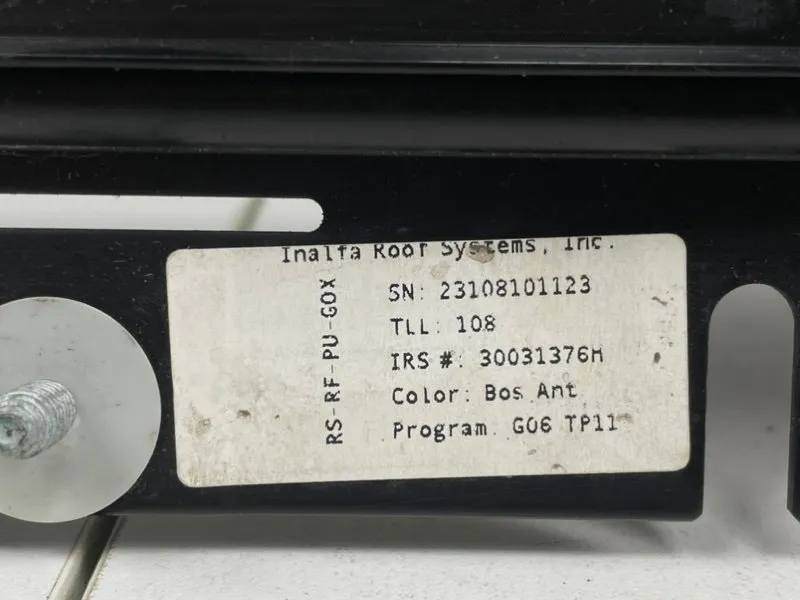 Inalfa Roof Systems, Inc.
RS-RF-PU-GOX
SN: 23108101123
TLL: 108
IRS #: 30031376H
Color: Bos Ant
Program: G06 TP11